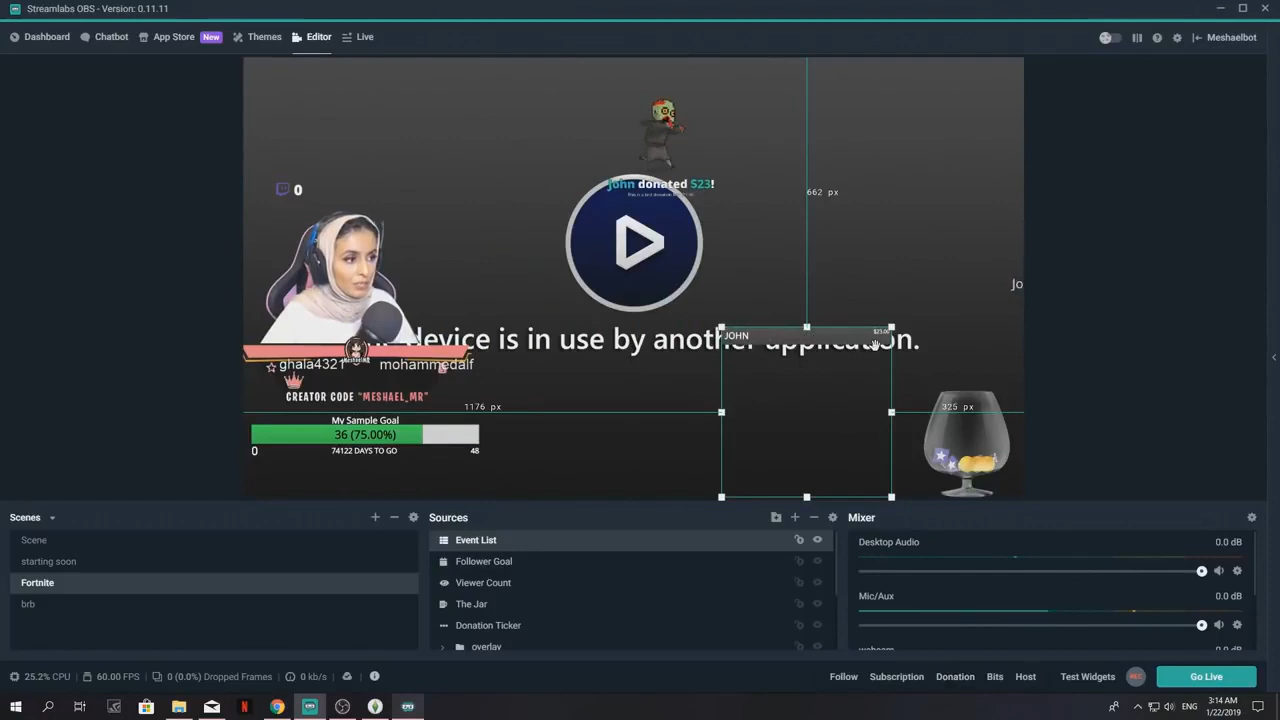 Streamlabs OBS - Version: 0.11.11
Dashboard
Chatbot
App Store
New
Themes
Editor
Live
Meshaelbot
0
john donated $23!
662 px
Jo
device is in use by another application.
JOHN
$23.00
ghala4321
mohammedalf
CREATOR CODE "MESHAEL_MR"
1176 px
325 px
My Sample Goal
36 (75.00%)
0
74122 DAYS TO GO
48
Scenes
Sources
Mixer
Scene
starting soon
Fortnite
brb
Event List
Follower Goal
Viewer Count
The Jar
Donation Ticker
overlay
Desktop Audio
0.0 dB
Mic/Aux
0.0 dB
webcam
25.2% CPU
60.00 FPS
0 (0.0%) Dropped Frames
0 kb/s
Follow
Subscription
Donation
Bits
Host
Test Widgets
REC
Go Live
ENG
3:14 AM
1/22/2019